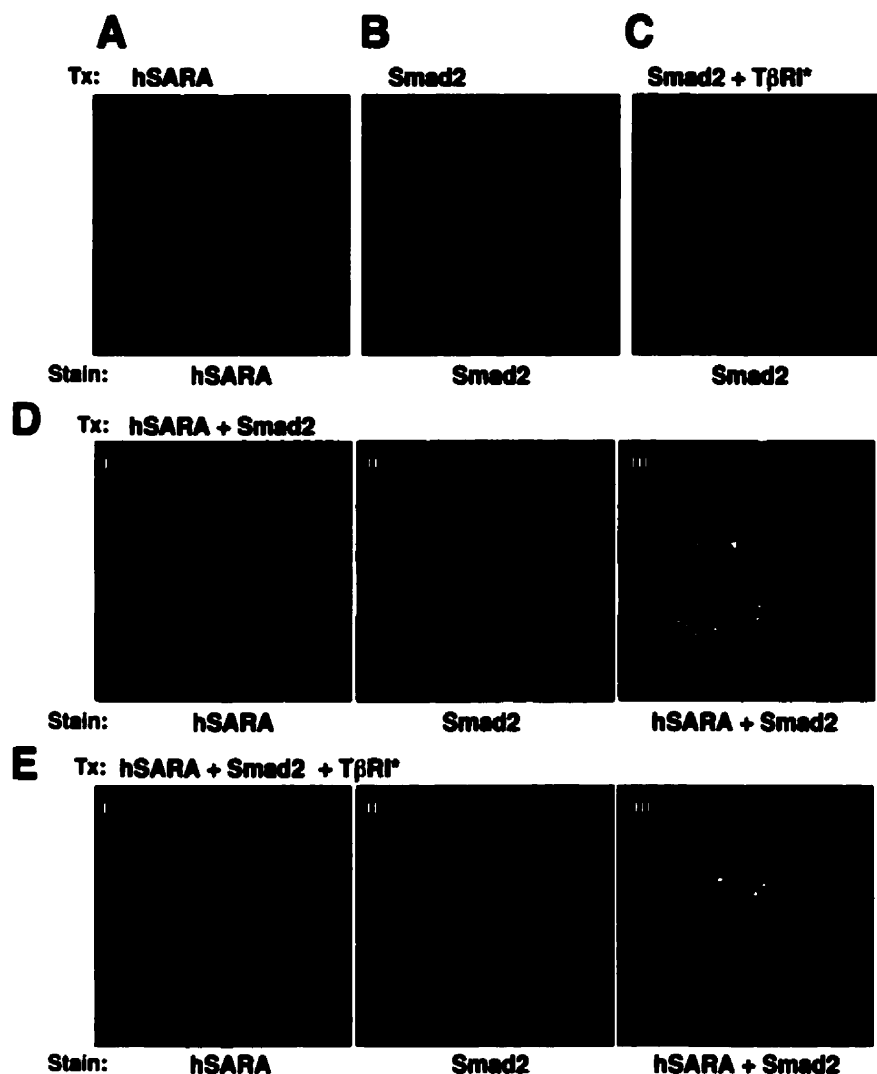 A B C
Tx: hSARA Smad2 Smad2 + TβRI*
Stain: hSARA Smad2 Smad2
D Tx: hSARA + Smad2
I II III
Stain: hSARA Smad2 hSARA + Smad2
E Tx: hSARA + Smad2 + TβRI*
I II III
Stain: hSARA Smad2 hSARA + Smad2